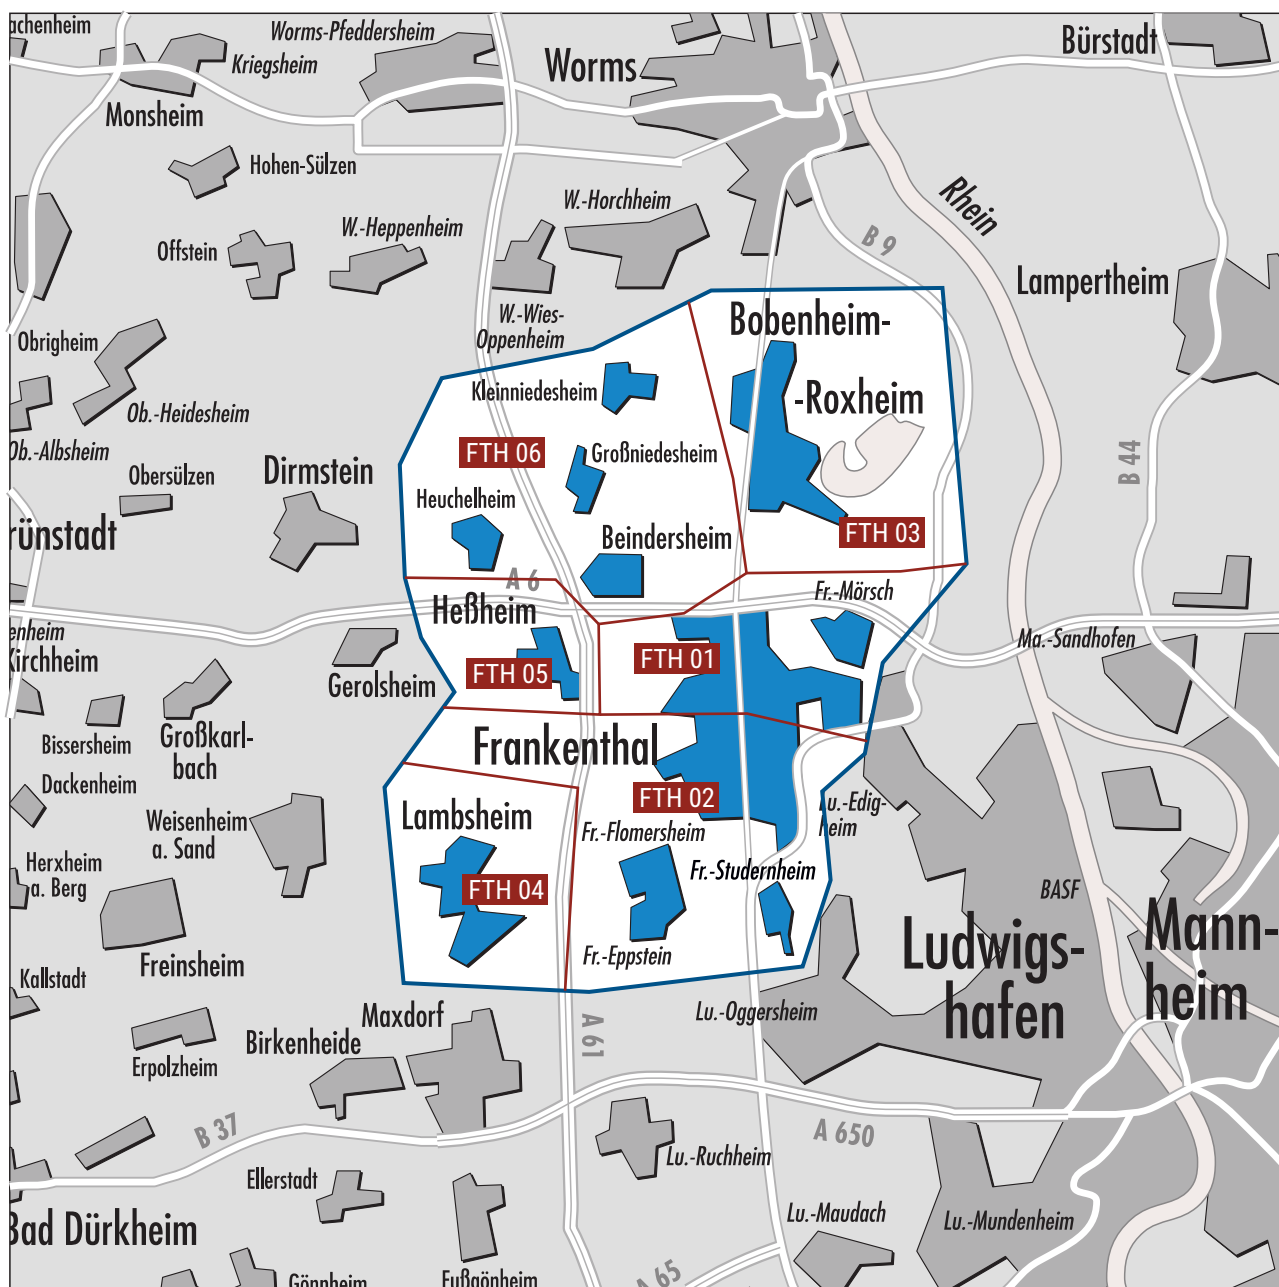 achenheim
Worms-Pfeddersheim
Kriegsheim
Worms
Bürstadt
Monsheim
Hohen-Sülzen
Rhein
W.-Horchheim
W.-Heppenheim
Offstein
B 9
Lampertheim
W.-Wies-
Oppenheim
Bobenheim-
-Roxheim
Obrigheim
Kleinniedesheim
Ob.-Heidesheim
Ob.-Albsheim
FTH 06
Großniedesheim
B 44
Dirmstein
Obersülzen
Heuchelheim
rünstadt
Beindersheim
FTH 03
A 6
Fr.-Mörsch
Heßheim
enheim
Kirchheim
Ma.-Sandhofen
FTH 01
FTH 05
Gerolsheim
Bissersheim
Großkarl-
bach
Frankenthal
Dackenheim
FTH 02
Lu.-Edig-
heim
Weisenheim
a. Sand
Lambsheim
Fr.-Flomersheim
Herxheim
a. Berg
Fr.-Studernheim
FTH 04
BASF
Ludwigs-
hafen
Mann-
heim
Freinsheim
Fr.-Eppstein
Kallstadt
Lu.-Oggersheim
Maxdorf
A 61
Birkenheide
Erpolzheim
B 37
A 650
Lu.-Ruchheim
Ellerstadt
Bad Dürkheim
Lu.-Maudach
Lu.-Mundenheim
A 65
Gönnheim
Fußgönheim